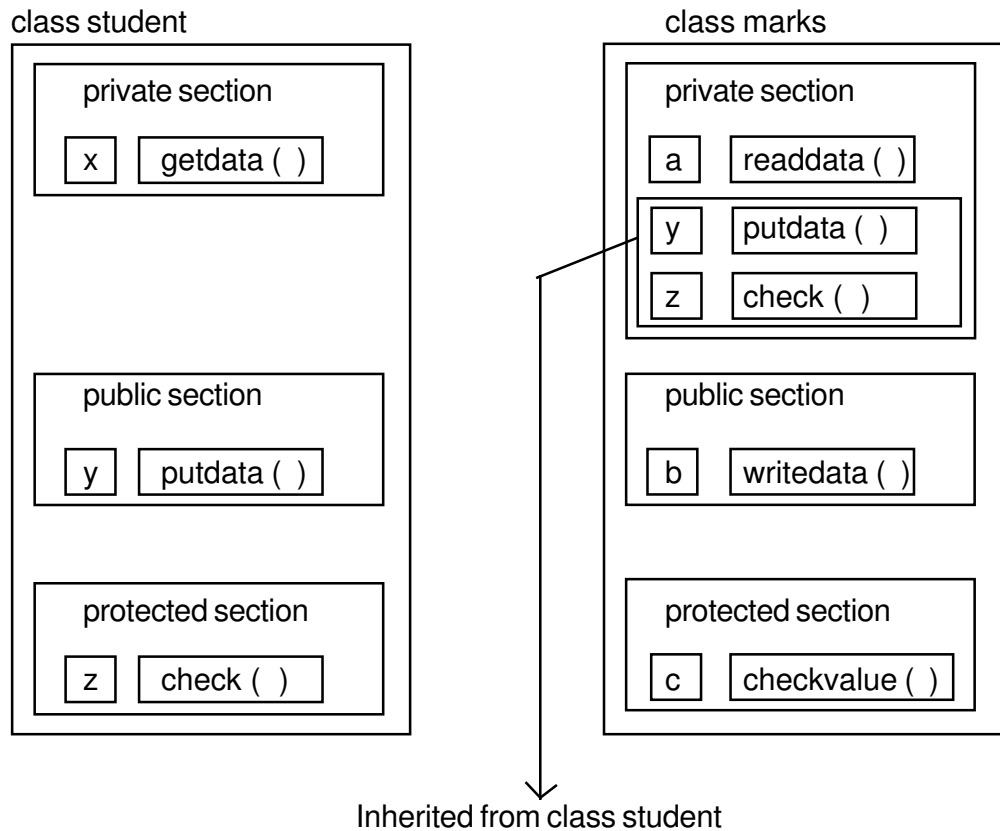 class student
private section
x getdata ( )
public section
y putdata ( )
protected section
z check ( )
class marks
private section
a readdata ( )
y putdata ( )
z check ( )
public section
b writedata ( )
protected section
c checkvalue ( )
Inherited from class student